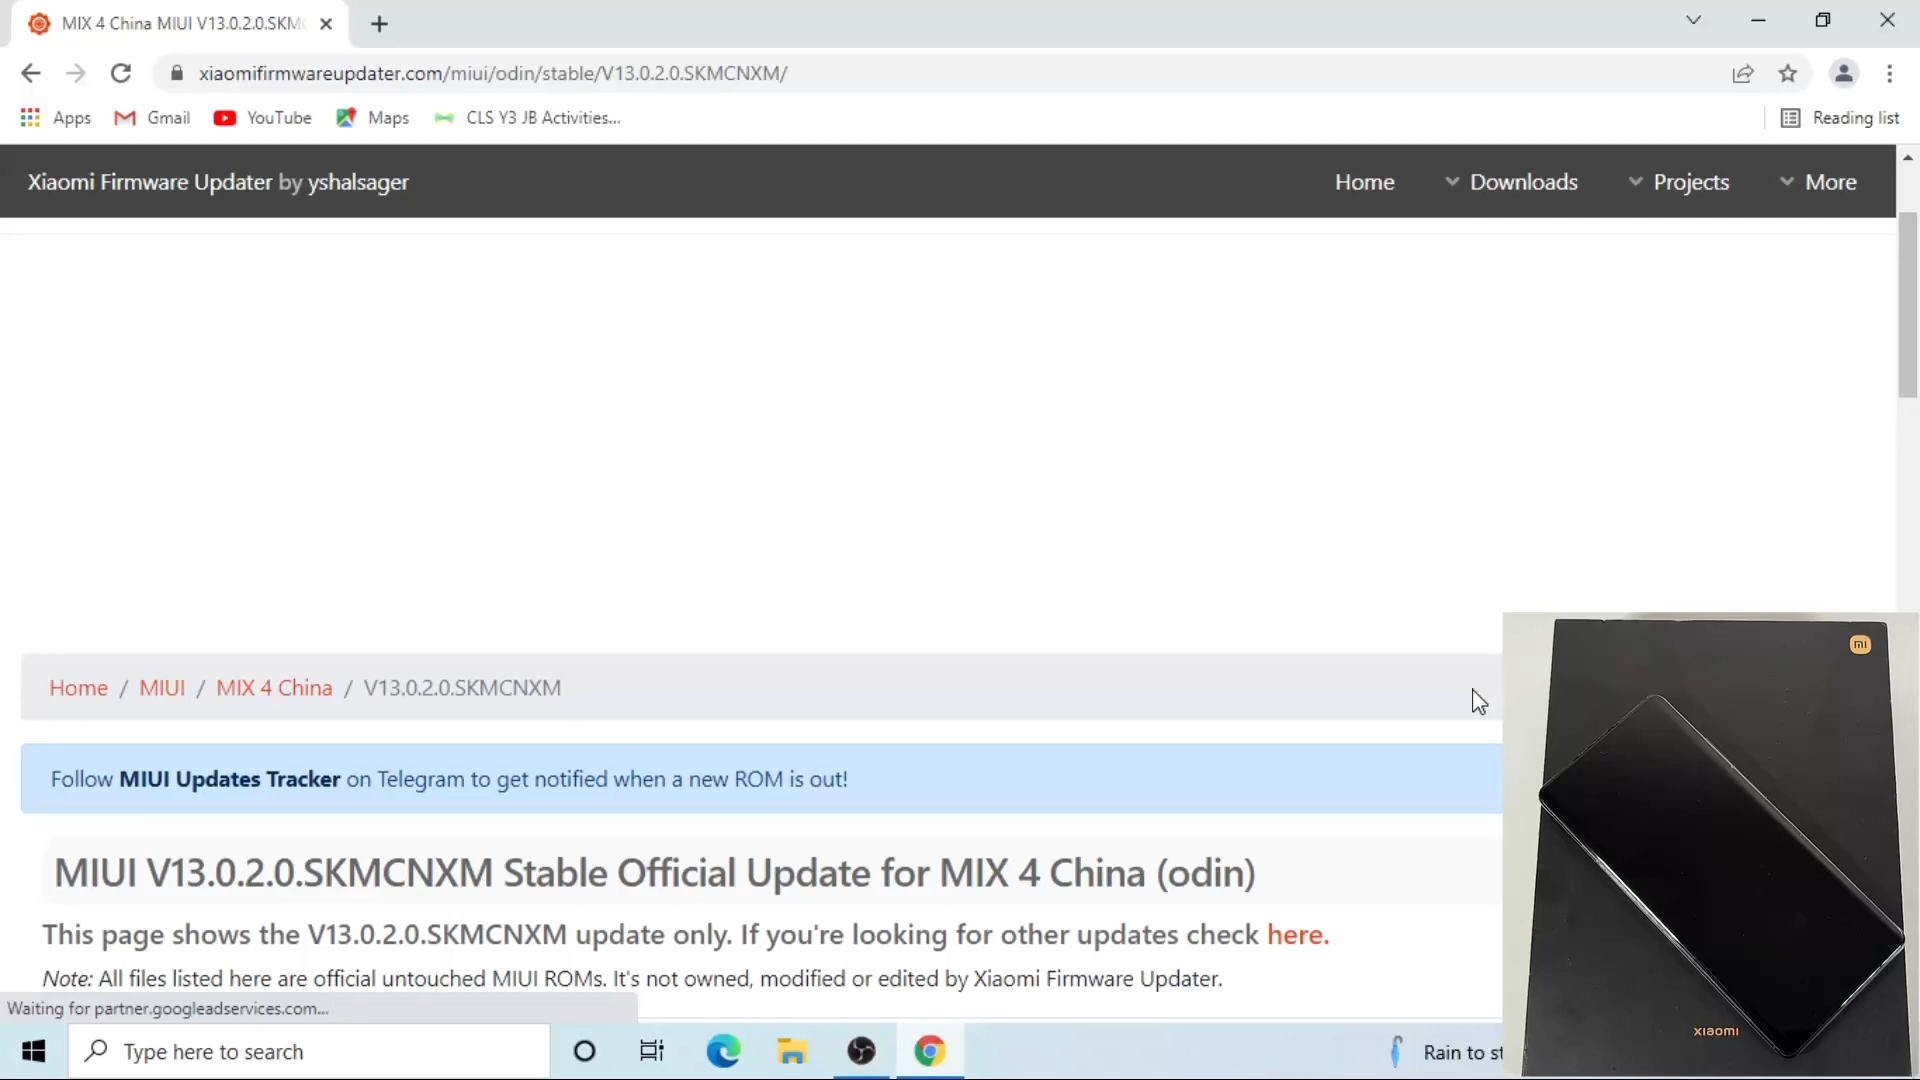 MIX 4 China MIUI V13.0.2.0.SKM
xiaomifirmwareupdater.com/miui/odin/stable/V13.0.2.0.SKMCNXM/
Apps Gmail YouTube Maps CLS Y3 JB Activities... Reading list
Xiaomi Firmware Updater by yshalsager Home Downloads Projects More
Home / MIUI / MIX 4 China / V13.0.2.0.SKMCNXM
Follow MIUI Updates Tracker on Telegram to get notified when a new ROM is out!
MIUI V13.0.2.0.SKMCNXM Stable Official Update for MIX 4 China (odin)
This page shows the V13.0.2.0.SKMCNXM update only. If you're looking for other updates check here.
Note: All files listed here are official untouched MIUI ROMs. It's not owned, modified or edited by Xiaomi Firmware Updater.
Waiting for partner.googleadservices.com...
Type here to search
Rain to st
mi
xiaomi